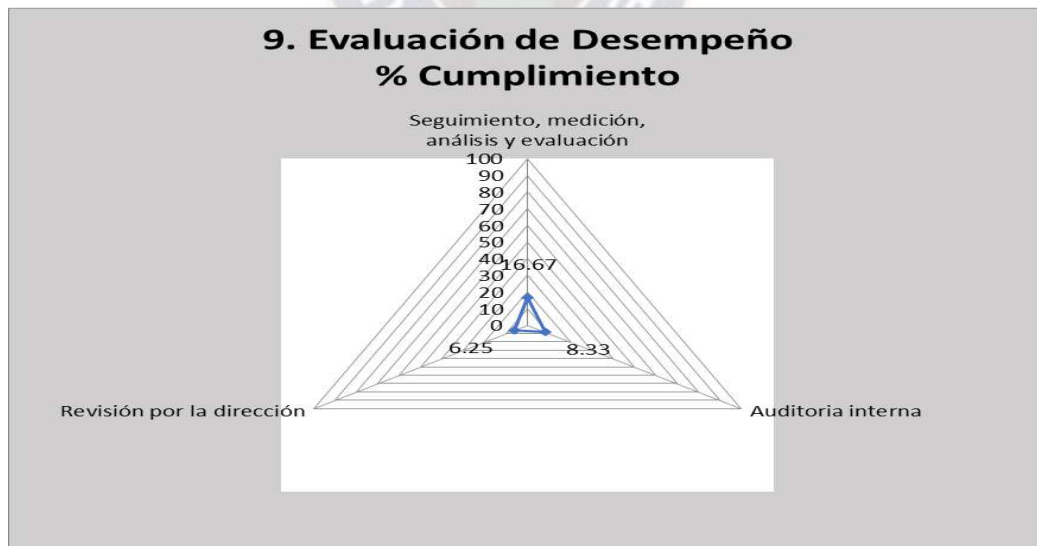 9. Evaluación de Desempeño
% Cumplimiento
Seguimiento, medición,
análisis y evaluación
100
90
80
70
60
50
40
16.67
30
20
10
0
6.25
8.33
Revisión por la dirección
Auditoria interna